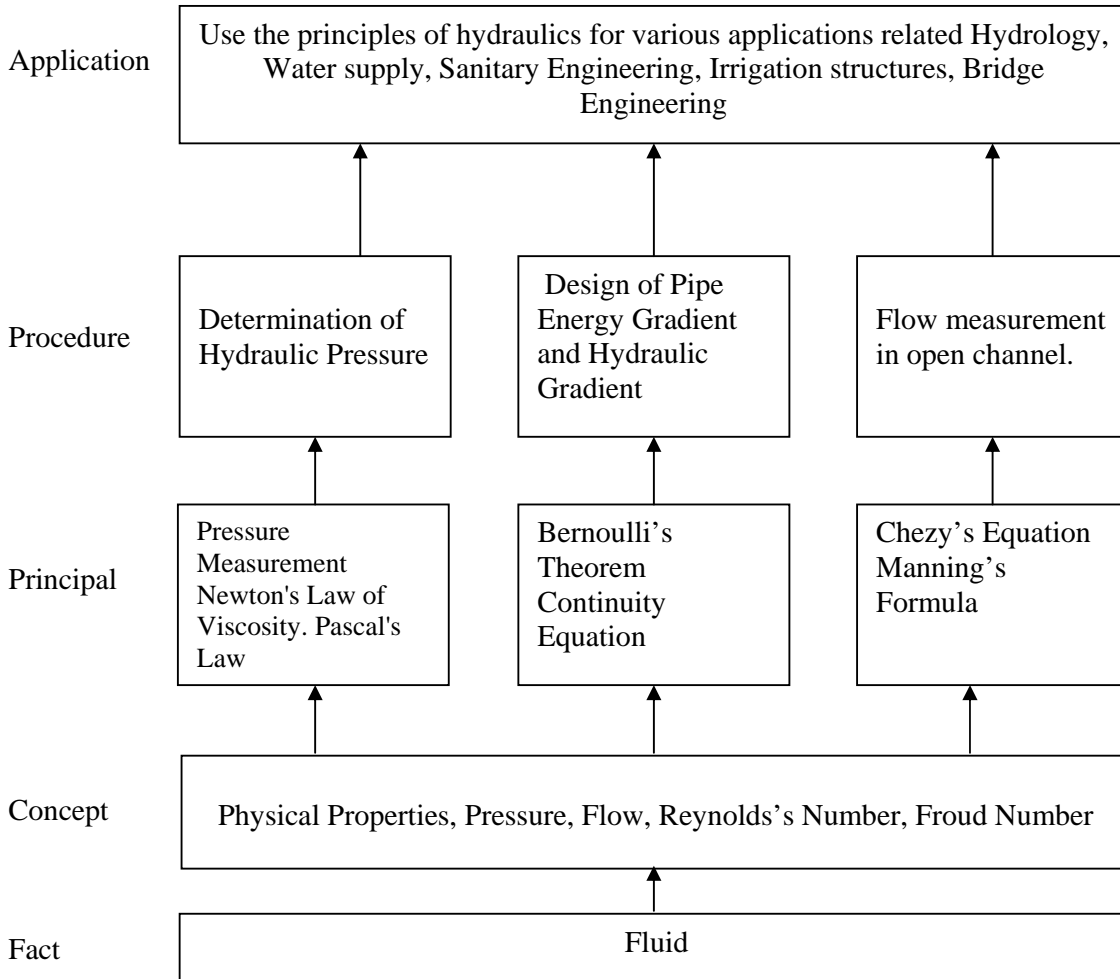 Application
Use the principles of hydraulics for various applications related Hydrology,
Water supply, Sanitary Engineering, Irrigation structures, Bridge
Engineering
Procedure
Determination of
Hydraulic Pressure
Design of Pipe
Energy Gradient
and Hydraulic
Gradient
Flow measurement
in open channel.
Principal
Pressure
Measurement
Newton's Law of
Viscosity. Pascal's
Law
Bernoulli’s
Theorem
Continuity
Equation
Chezy’s Equation
Manning’s
Formula
Concept
Physical Properties, Pressure, Flow, Reynolds’s Number, Froud Number
Fact
Fluid